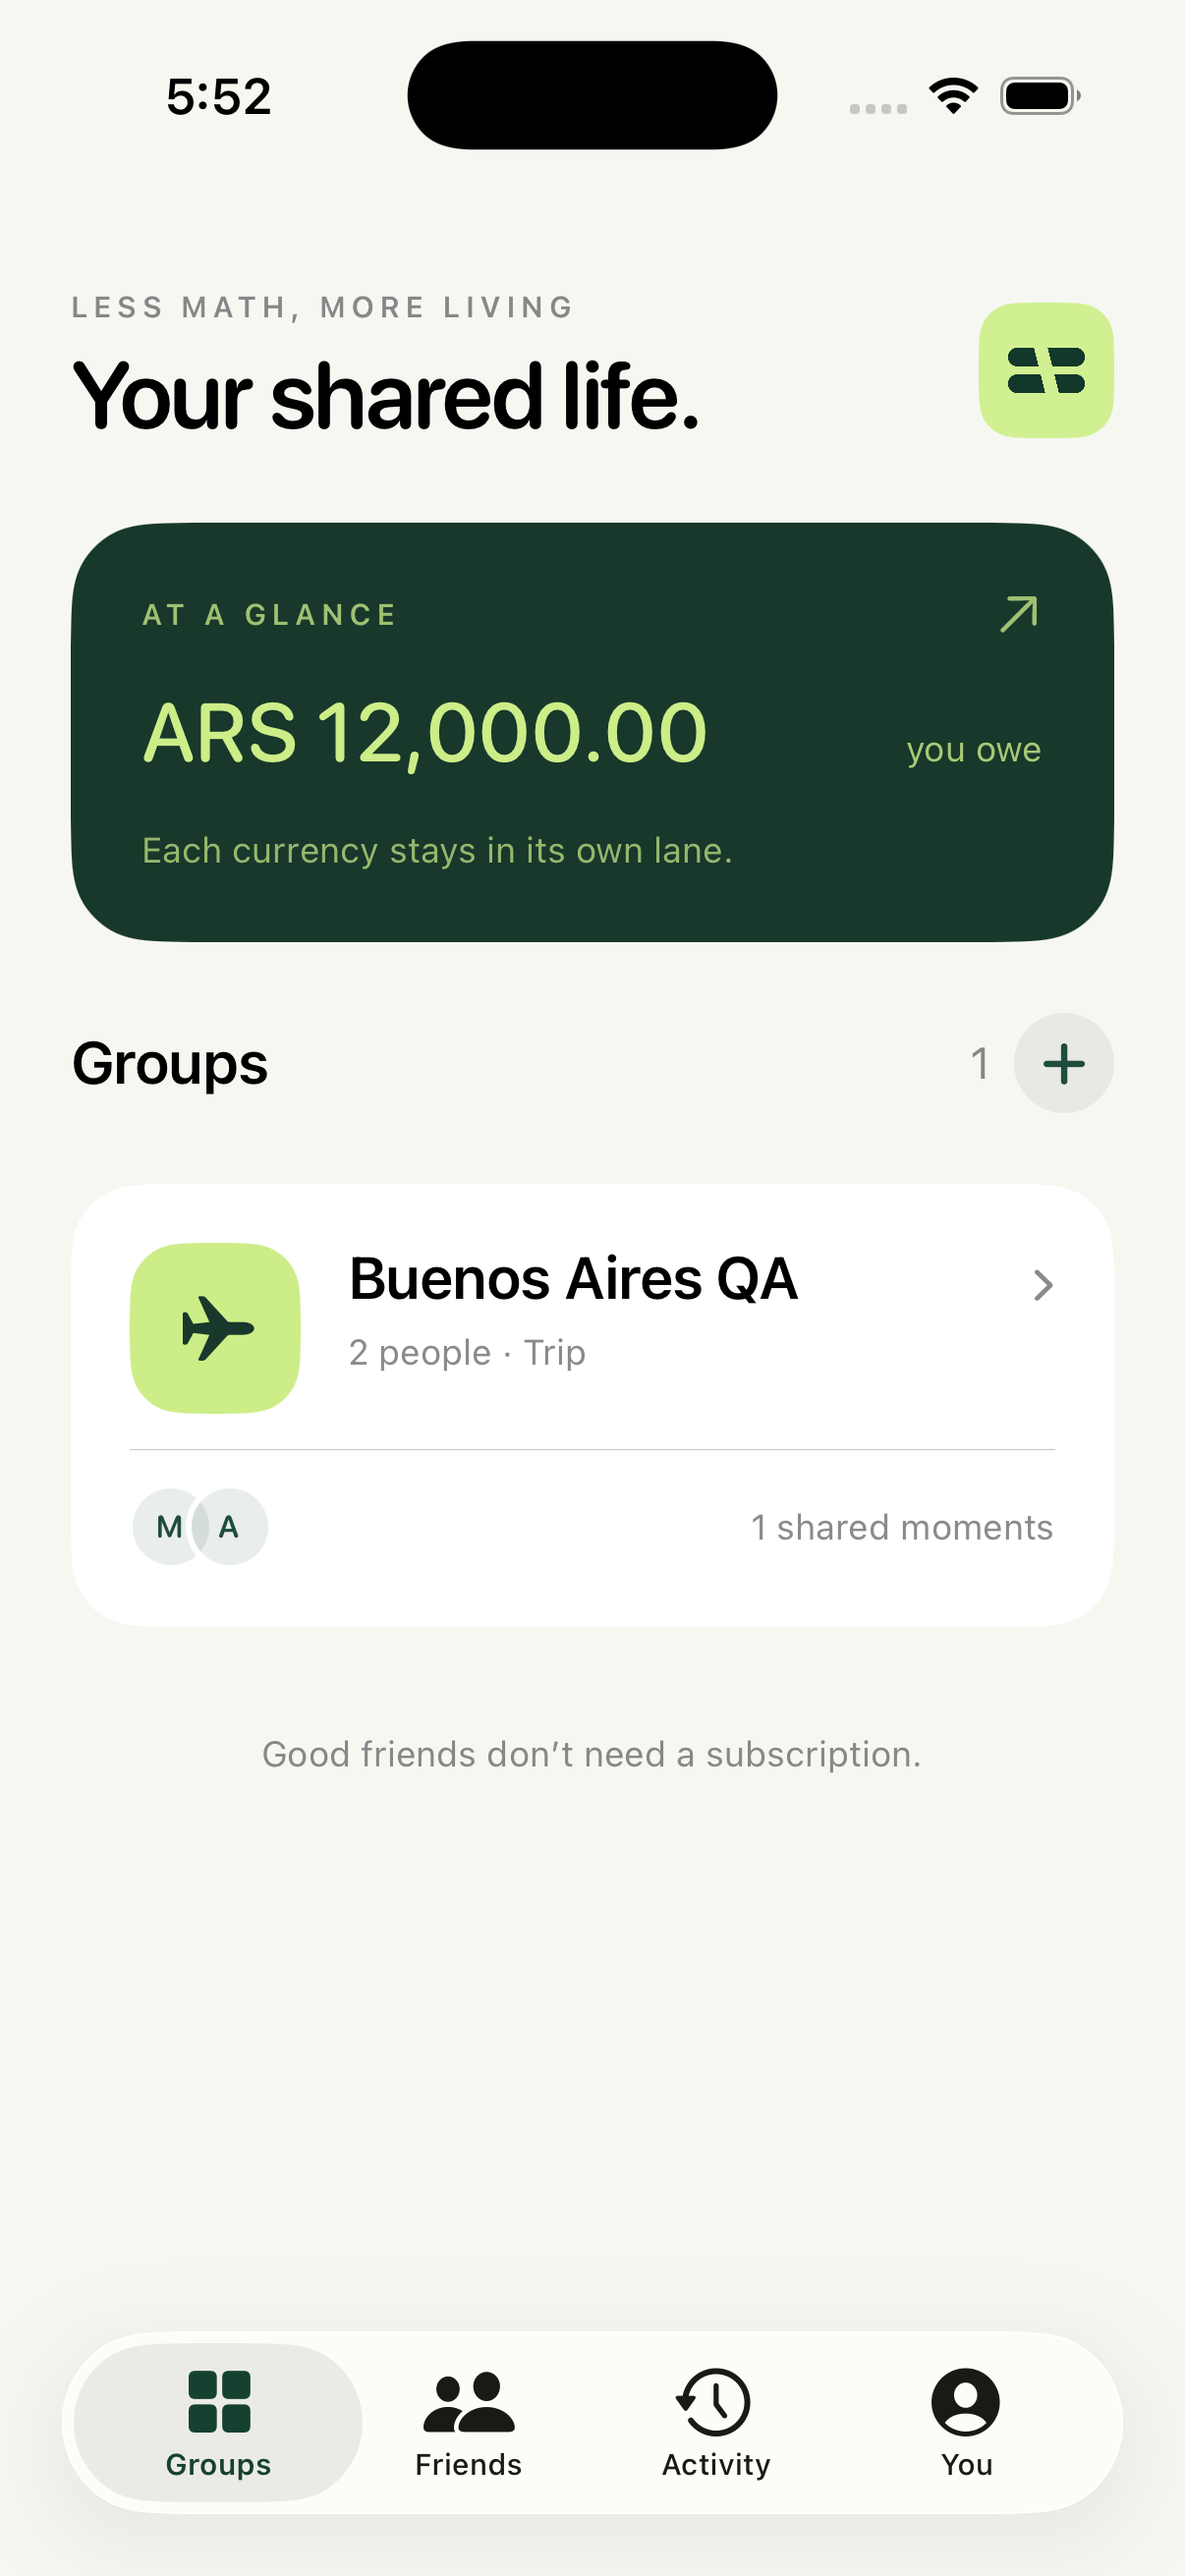 5:52
LESS MATH, MORE LIVING
Your shared life.
AT A GLANCE
ARS 12,000.00
you owe
Each currency stays in its own lane.
Groups
1
Buenos Aires QA
2 people · Trip
M A
1 shared moments
Good friends don’t need a subscription.
Groups Friends Activity You